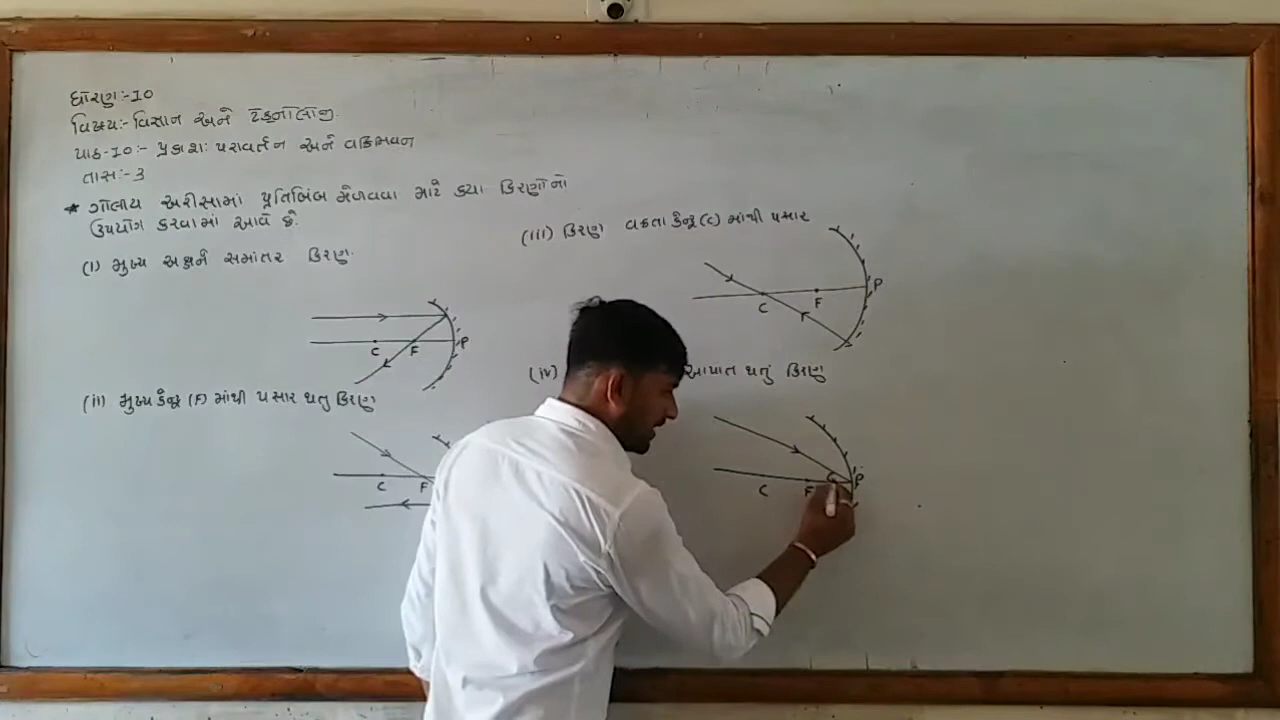 ધોરણ:-10
વિષય:- વિજ્ઞાન અને ટેકનોલોજી.
પાઠ-10:- પ્રકાશ: પરાવર્તન અને વક્રિભવન
તાસ:-3
* ગોલીય અરીસામાં પ્રતિબિંબ મેળવવા માટે કયા કિરણોનો
ઉપયોગ કરવામાં આવે છે.
(i) મુખ્ય અક્ષને સમાંતર કિરણ.
C F P
(ii) મુખ્ય કેન્દ્ર (F) માંથી પસાર થતુ કિરણ
C F
(iii) કિરણ વક્રતા કેન્દ્ર (C) માંથી પસાર
C F P
(iv) આપાત થતું કિરણ
C F P